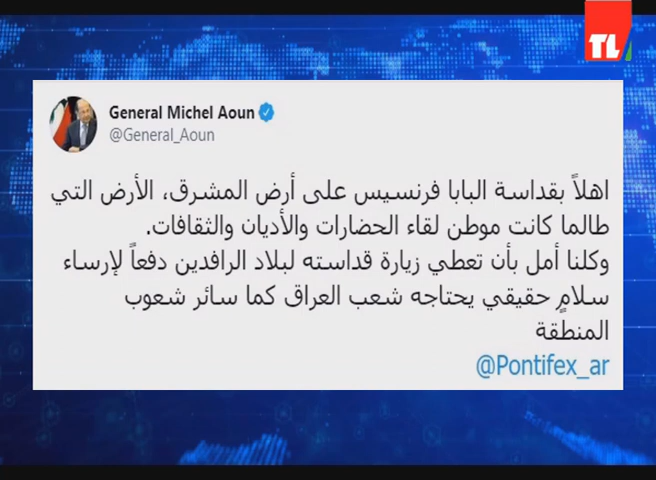 TL
General Michel Aoun
@General_Aoun
اهلاً بقداسة البابا فرنسيس على أرض المشرق، الأرض التي
طالما كانت موطن لقاء الحضارات والأديان والثقافات.
وكلنا أمل بأن تعطي زيارة قداسته لبلاد الرافدين دفعاً لإرساء
سلامٍ حقيقي يحتاجه شعب العراق كما سائر شعوب
المنطقة
@Pontifex_ar